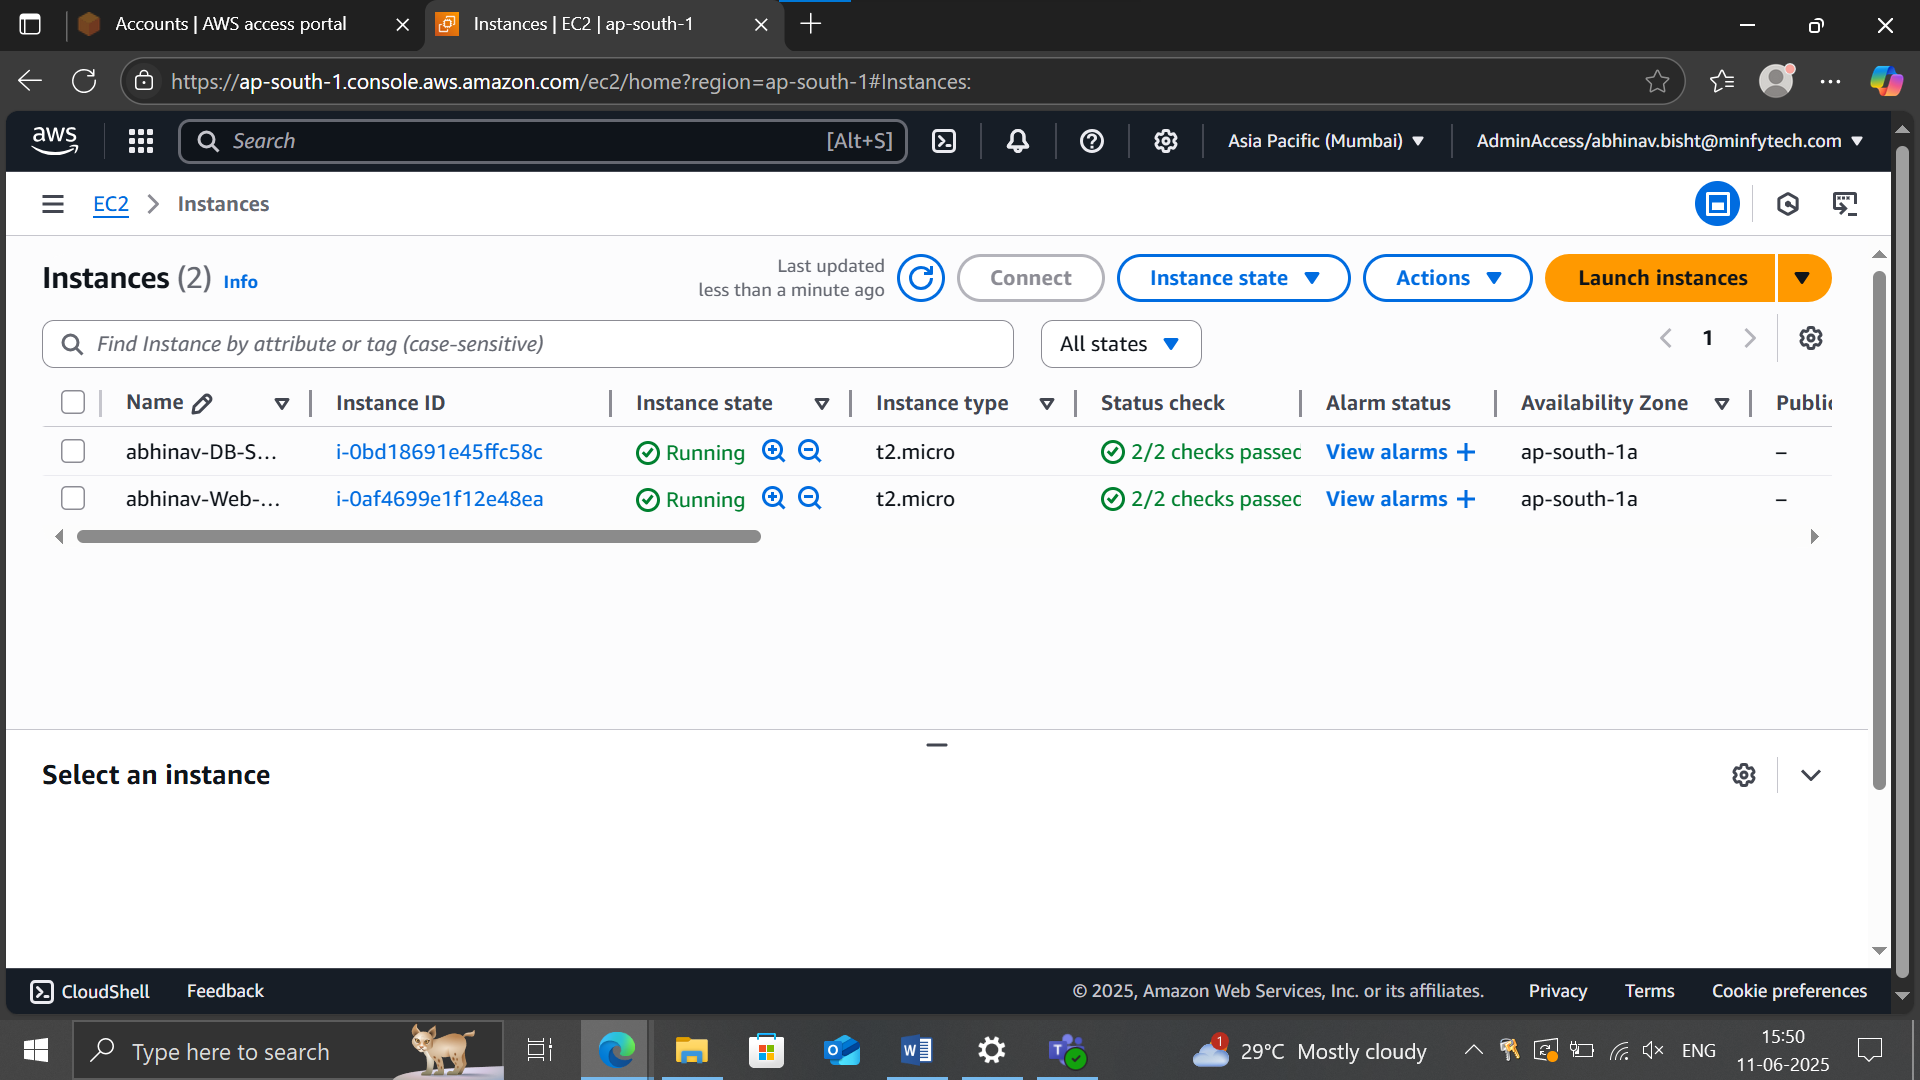 Accounts | AWS access portal
Instances | EC2 | ap-south-1
https://ap-south-1.console.aws.amazon.com/ec2/home?region=ap-south-1#Instances:
aws
Search
[Alt+S]
Asia Pacific (Mumbai)
AdminAccess/abhinav.bisht@minfytech.com
EC2
Instances
Instances (2) Info
Last updated
less than a minute ago
Connect
Instance state
Actions
Launch instances
Find Instance by attribute or tag (case-sensitive)
All states
1
Name Instance ID Instance state Instance type Status check Alarm status Availability Zone Public
abhinav-DB-S... i-0bd18691e45ffc58c Running t2.micro 2/2 checks passed View alarms + ap-south-1a –
abhinav-Web-... i-0af4699e1f12e48ea Running t2.micro 2/2 checks passed View alarms + ap-south-1a –
Select an instance
CloudShell
Feedback
© 2025, Amazon Web Services, Inc. or its affiliates.
Privacy
Terms
Cookie preferences
Type here to search
1
29°C Mostly cloudy
ENG
15:50
11-06-2025